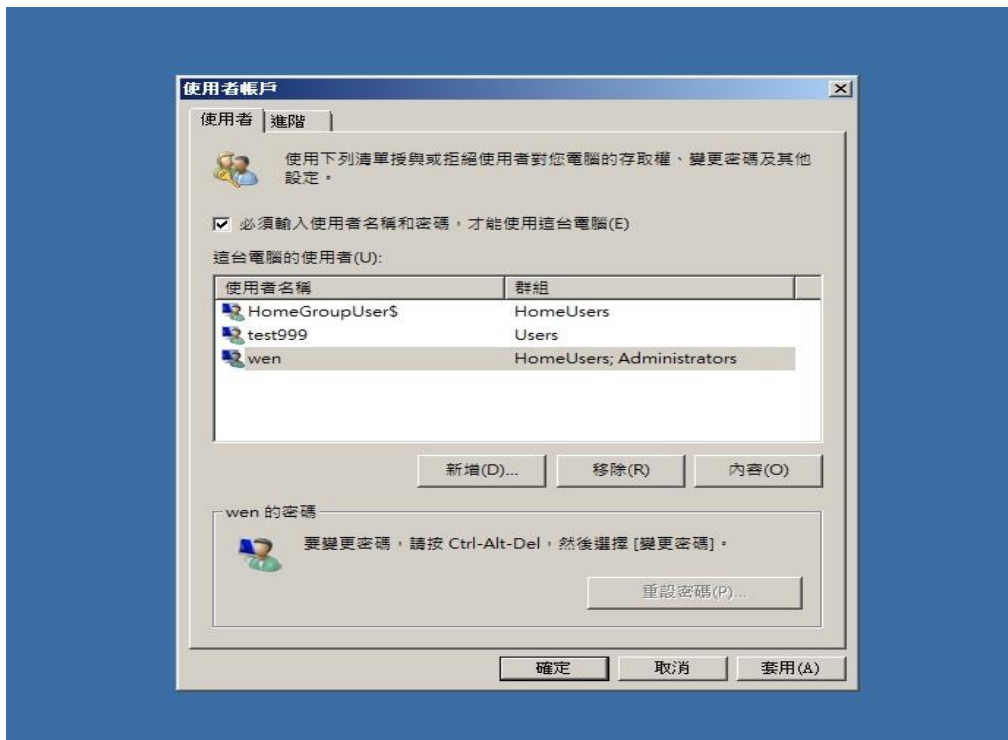 使用者帳戶
使用者 進階
使用下列清單授與或拒絕使用者對您電腦的存取權、變更密碼及其他
設定。
必須輸入使用者名稱和密碼，才能使用這台電腦(E)
這台電腦的使用者(U):
使用者名稱 群組
HomeGroupUser$ HomeUsers
test999 Users
wen HomeUsers; Administrators
新增(D)... 移除(R) 內容(O)
wen 的密碼
要變更密碼，請按 Ctrl-Alt-Del，然後選擇 [變更密碼]。
重設密碼(P)...
確定 取消 套用(A)